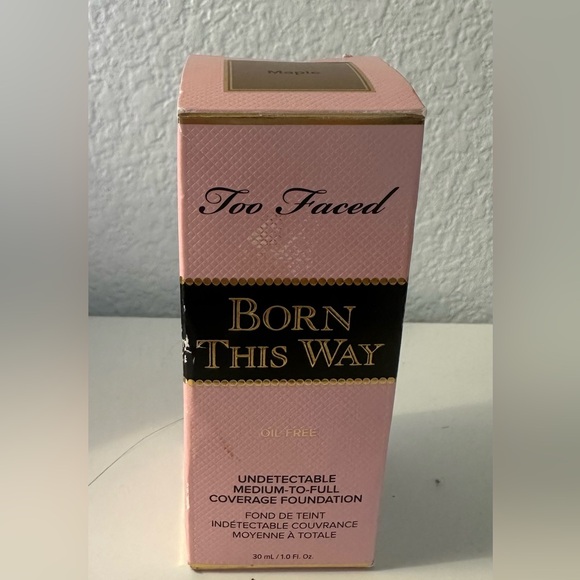 Maple
Too Faced
BORN
THIS WAY
OIL FREE
UNDETECTABLE
MEDIUM-TO-FULL
COVERAGE FOUNDATION
FOND DE TEINT
INDÉTECTABLE COUVRANCE
MOYENNE À TOTALE
30 mL / 1.0 Fl. Oz.